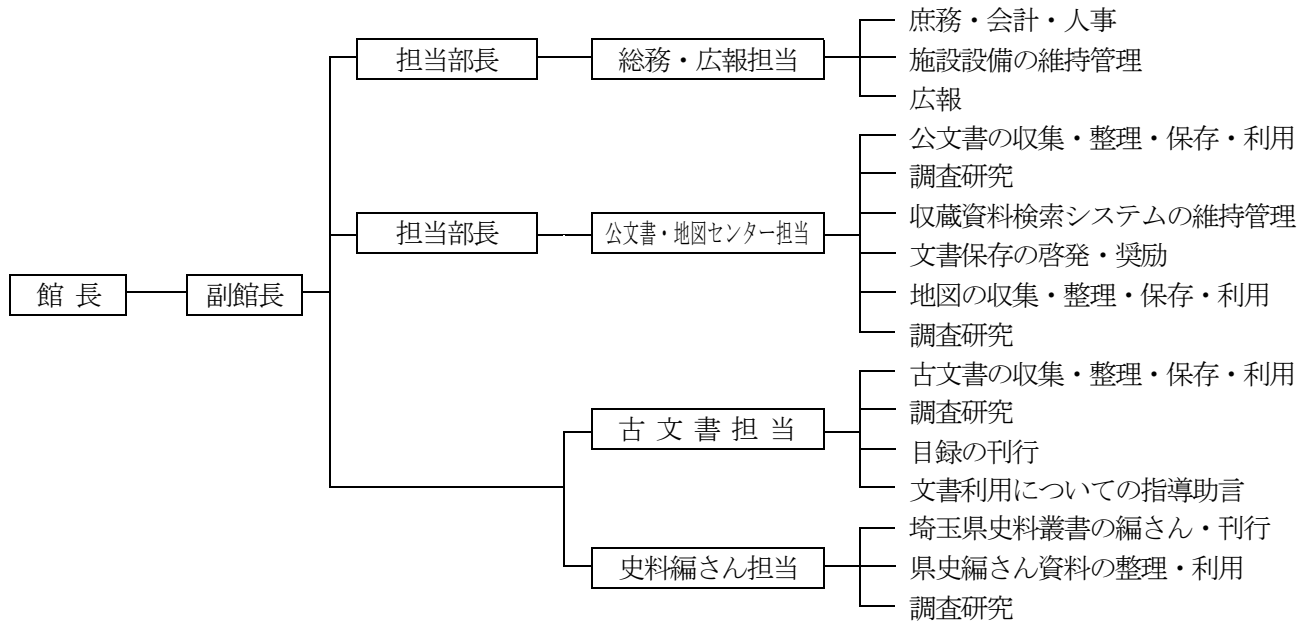 館 長
副館長
担当部長
総務・広報担当
庶務・会計・人事
施設設備の維持管理
広報
担当部長
公文書・地図センター担当
公文書の収集・整理・保存・利用
調査研究
収蔵資料検索システムの維持管理
文書保存の啓発・奨励
地図の収集・整理・保存・利用
調査研究
古 文 書 担 当
古文書の収集・整理・保存・利用
調査研究
目録の刊行
文書利用についての指導助言
史料編さん担当
埼玉県史料叢書の編さん・刊行
県史編さん資料の整理・利用
調査研究